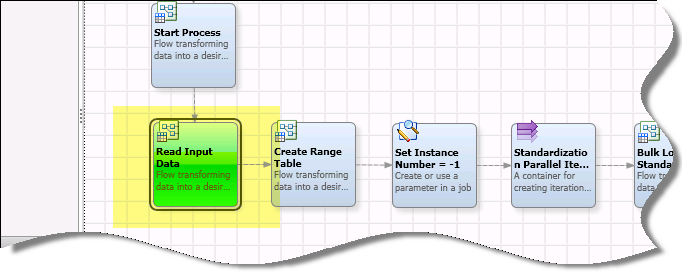 Start Process
Flow transforming
data into a desir...
Read Input
Data
Flow transforming
data into a desir...
Create Range
Table
Flow transforming
data into a desir...
Set Instance
Number = -1
Create or use a
parameter in a job
Standardizatio
n Parallel Ite...
A container for
creating iteration...
Bulk Lo
Standa
Flow tr
data in